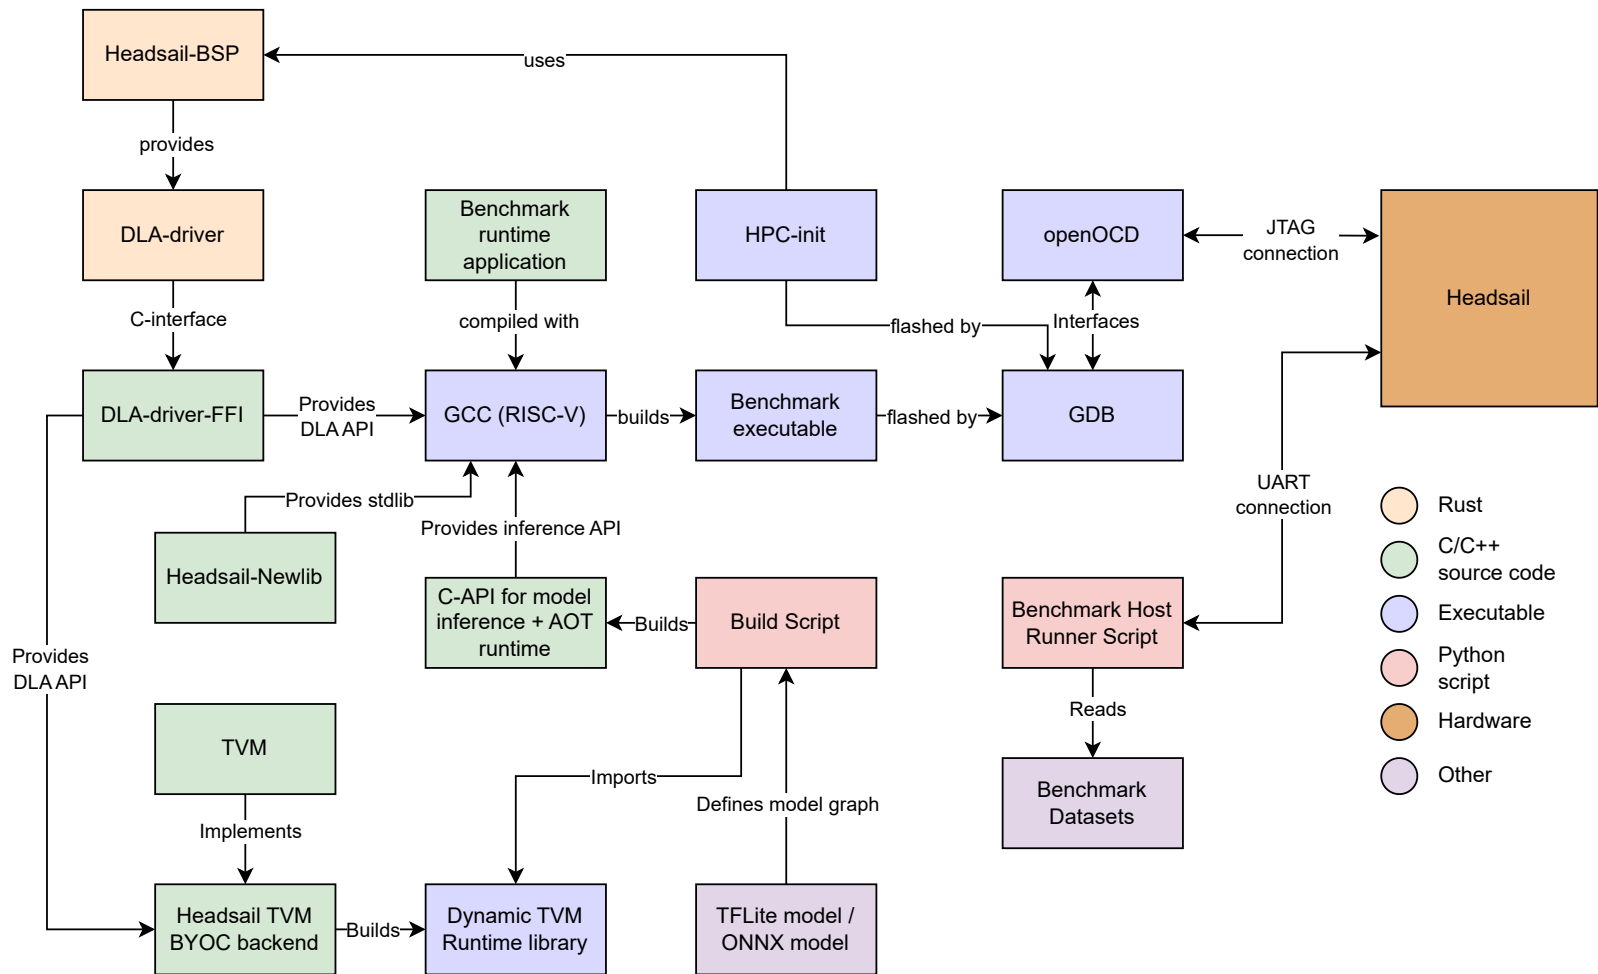 Headsail-BSP
uses
provides
DLA-driver
Benchmark
runtime
application
HPC-init
openOCD
JTAG
connection
Headsail
C-interface
compiled with
flashed by
Interfaces
DLA-driver-FFI
Provides
DLA API
GCC (RISC-V)
builds
Benchmark
executable
flashed by
GDB
Provides stdlib
Provides inference API
UART
connection
Headsail-Newlib
C-API for model
inference + AOT
runtime
Builds
Build Script
Benchmark Host
Runner Script
Rust
C/C++
source code
Executable
Python
script
Hardware
Other
Provides
DLA API
TVM
Reads
Imports
Defines model graph
Benchmark
Datasets
Implements
Headsail TVM
BYOC backend
Builds
Dynamic TVM
Runtime library
TFLite model /
ONNX model